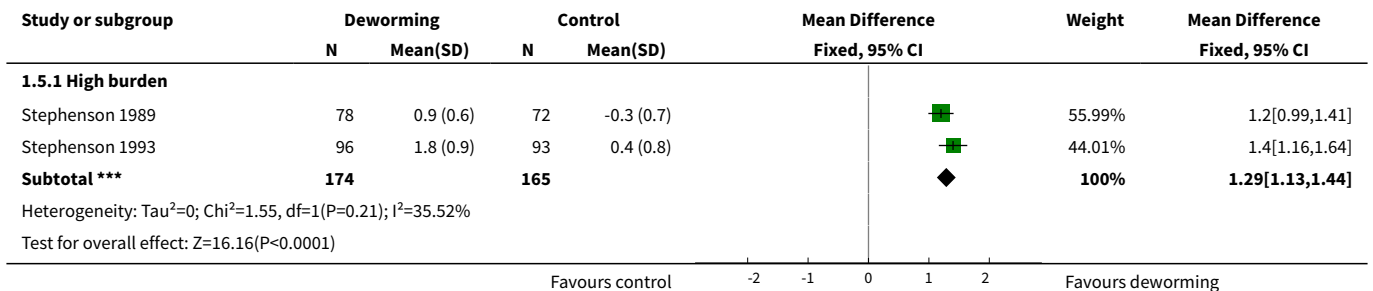 Study or subgroup Deworming Control Mean Difference Weight Mean Difference
N Mean(SD) N Mean(SD) Fixed, 95% CI Fixed, 95% CI
1.5.1 High burden
Stephenson 1989 78 0.9 (0.6) 72 -0.3 (0.7) 55.99% 1.2[0.99,1.41]
Stephenson 1993 96 1.8 (0.9) 93 0.4 (0.8) 44.01% 1.4[1.16,1.64]
Subtotal *** 174 165 100% 1.29[1.13,1.44]
Heterogeneity: Tau²=0; Chi²=1.55, df=1(P=0.21); I²=35.52%
Test for overall effect: Z=16.16(P<0.0001)
Favours control -2 -1 0 1 2 Favours deworming